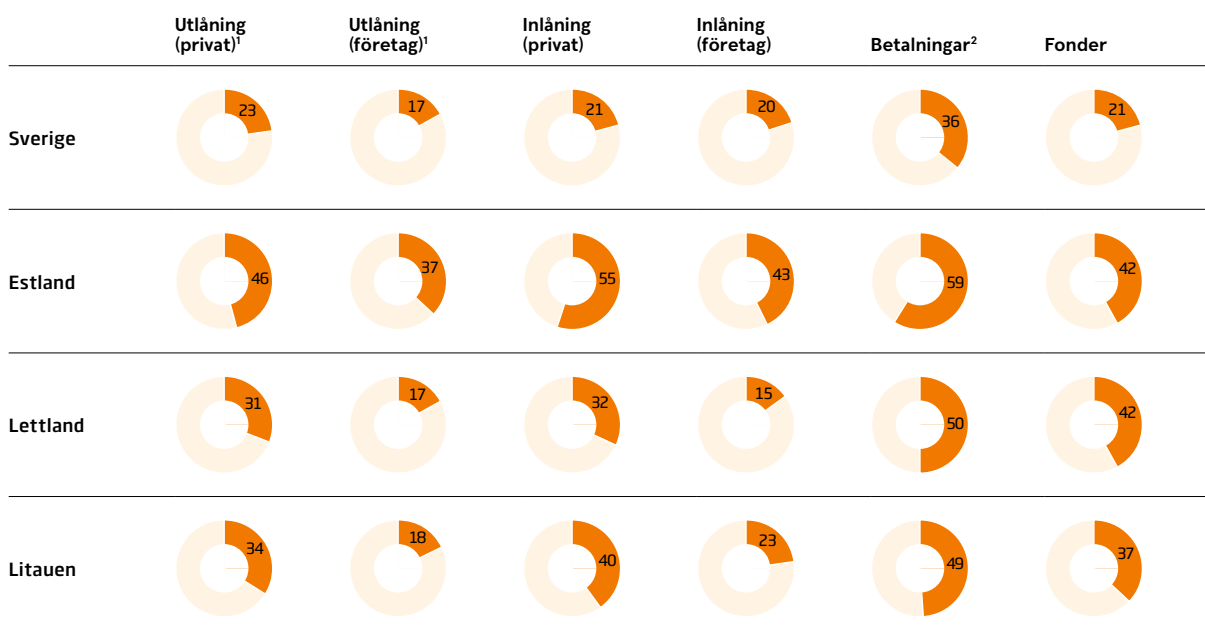 Utlåning
(privat)¹
Utlåning
(företag)¹
Inlåning
(privat)
Inlåning
(företag)
Betalningar²
Fonder
Sverige
23
17
21
20
36
21
Estland
46
37
55
43
59
42
Lettland
31
17
32
15
50
42
Litauen
34
18
40
23
49
37